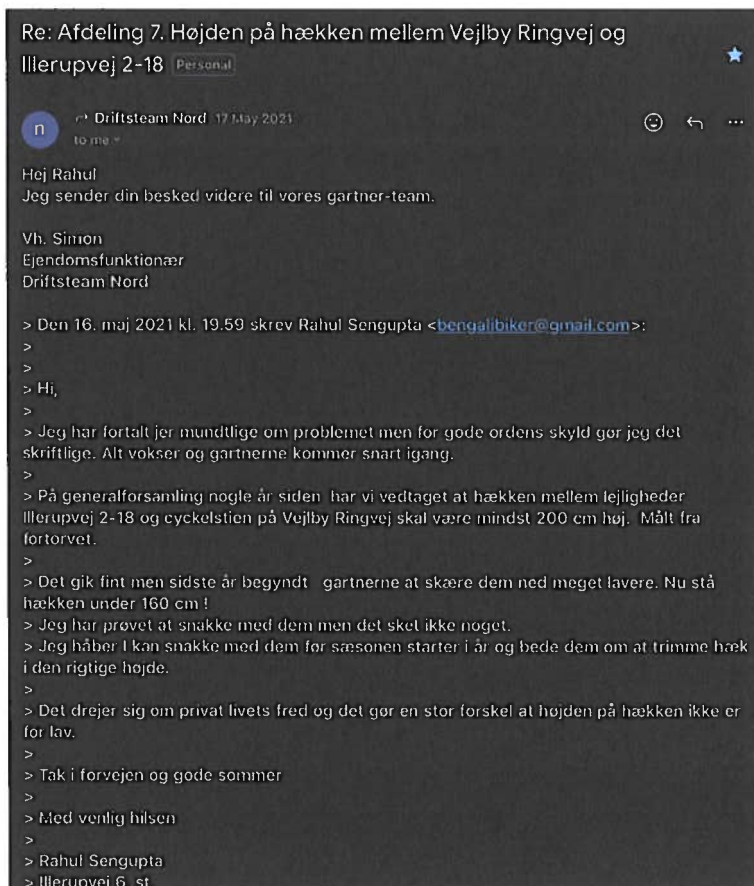 Re: Afdeling 7. Højden på hækken mellem Vejlby Ringvej og
Illerupvej 2-18 Personal
n
Driftsteam Nord 17 May 2021
to me
Hej Rahul
Jeg sender din besked videre til vores gartner-team.
Vh. Simon
Ejendomsfunktionær
Driftsteam Nord
> Den 16. maj 2021 kl. 19.59 skrev Rahul Sengupta <bengalibiker@gmail.com>:
>
>
> Hi,
>
> Jeg har fortalt jer mundtlige om problemet men for gode ordens skyld gør jeg det
skriftlige. Alt vokser og gartnerne kommer snart igang.
>
> På generalforsamling nogle år siden har vi vedtaget at hækken mellem lejligheder
Illerupvej 2-18 og cyckelstien på Vejlby Ringvej skal være mindst 200 cm høj. Målt fra
fortorvet.
>
> Det gik fint men sidste år begyndt gartnerne at skære dem ned meget lavere. Nu stå
hækken under 160 cm !
> Jeg har prøvet at snakke med dem men det sket ikke noget.
> Jeg håber I kan snakke med dem før sæsonen starter i år og bede dem om at trimme hæk
i den rigtige højde.
>
> Det drejer sig om privat livets fred og det gør en stor forskel at højden på hækken ikke er
for lav.
>
> Tak i forvejen og gode sommer
>
> Med venlig hilsen
>
> Rahul Sengupta
> Illerupvej 6, st